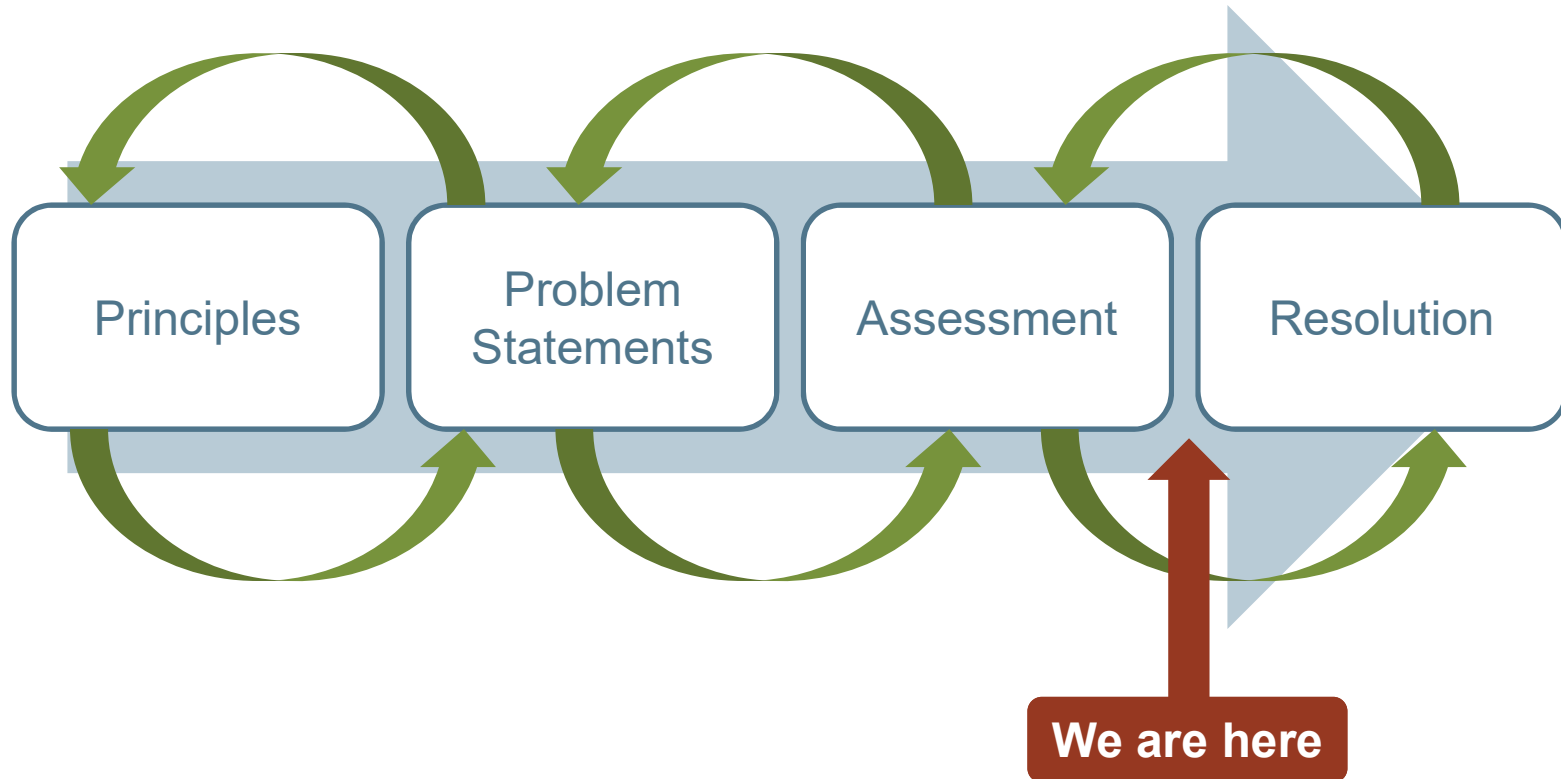 Principles
Problem
Statements
Assessment
Resolution
We are here